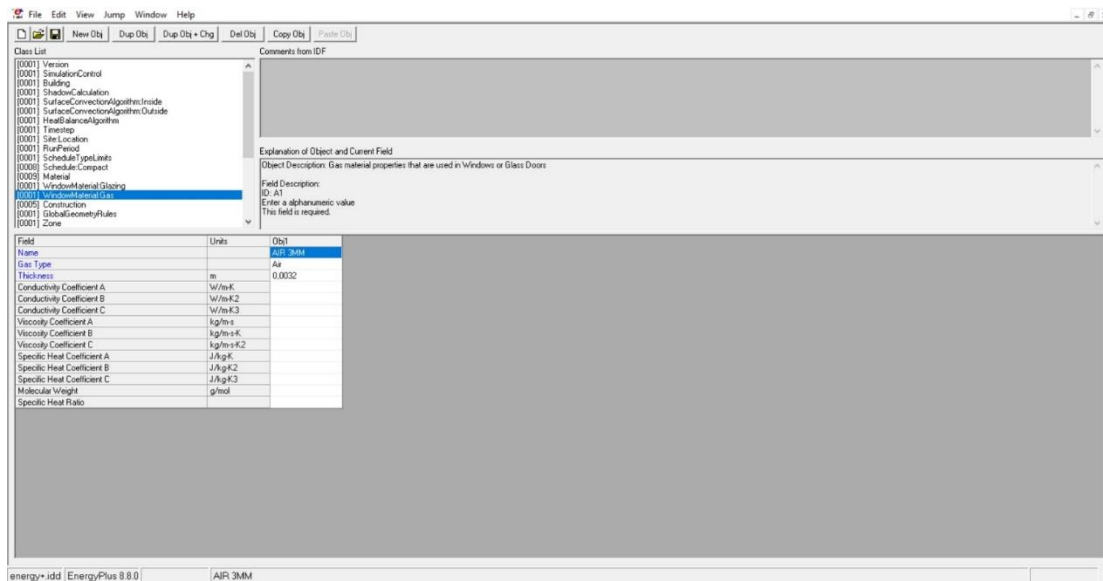 File Edit View Jump Window Help
New Obj Dup Obj Dup Obj + Chg Del Obj Copy Obj Paste Obj
Class List
Comments from IDF
[0001] Version
[0001] SimulationControl
[0001] Building
[0001] ShadowCalculation
[0001] SurfaceConvectionAlgorithm:Inside
[0001] SurfaceConvectionAlgorithm:Outside
[0001] HeatBalanceAlgorithm
[0001] Timestep
[0001] Site:Location
[0001] RunPeriod
[0001] ScheduleTypeLimits
[0008] Schedule:Compact
[0009] Material
[0001] WindowMaterial:Glazing
[0001] WindowMaterial:Gas
[0005] Construction
[0001] GlobalGeometryRules
[0001] Zone
Explanation of Object and Current Field
Object Description: Gas material properties that are used in Windows or Glass Doors
Field Description:
ID: A1
Enter a alphanumeric value
This field is required.
Field Units Obj1
Name AIR 3MM
Gas Type Air
Thickness m 0.0032
Conductivity Coefficient A W/m-K
Conductivity Coefficient B W/m-K2
Conductivity Coefficient C W/m-K3
Viscosity Coefficient A kg/m-s
Viscosity Coefficient B kg/m-s-K
Viscosity Coefficient C kg/m-s-K2
Specific Heat Coefficient A J/kg-K
Specific Heat Coefficient B J/kg-K2
Specific Heat Coefficient C J/kg-K3
Molecular Weight g/mol
Specific Heat Ratio
energy+.idd EnergyPlus 8.8.0 AIR 3MM